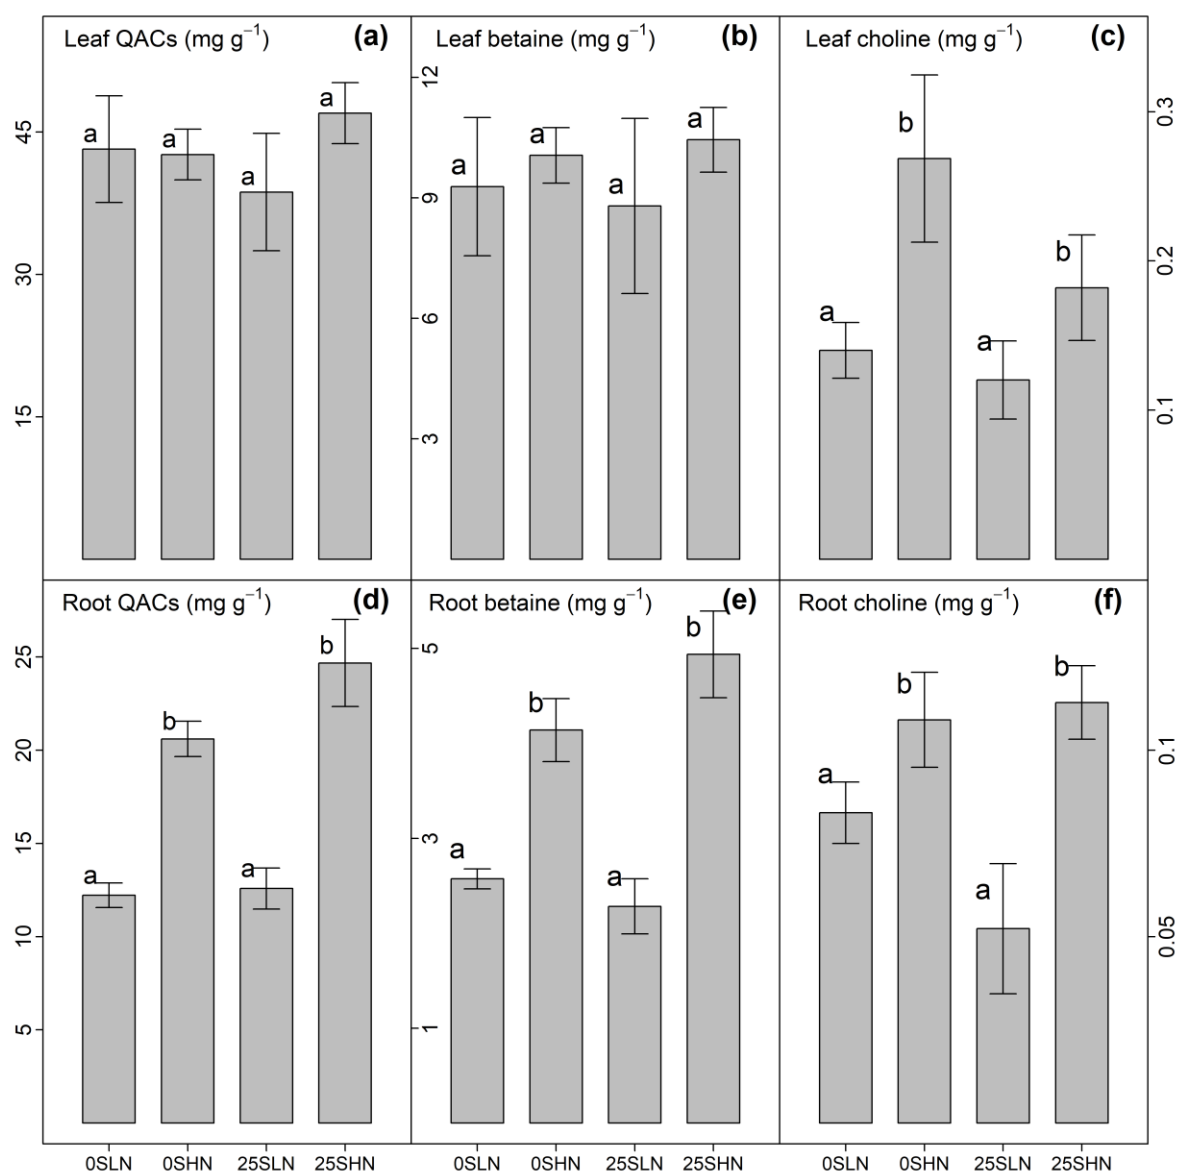 Leaf QACs (mg g⁻¹) (a)
45
30
15
a a a a
Leaf betaine (mg g⁻¹) (b)
12
9
6
3
a a a a
Leaf choline (mg g⁻¹) (c)
0.3
0.2
0.1
a b a b
Root QACs (mg g⁻¹) (d)
25
20
15
10
5
a b a b
Root betaine (mg g⁻¹) (e)
5
3
1
a b a b
Root choline (mg g⁻¹) (f)
0.1
0.05
a b a b
0SLN 0SHN 25SLN 25SHN
0SLN 0SHN 25SLN 25SHN
0SLN 0SHN 25SLN 25SHN